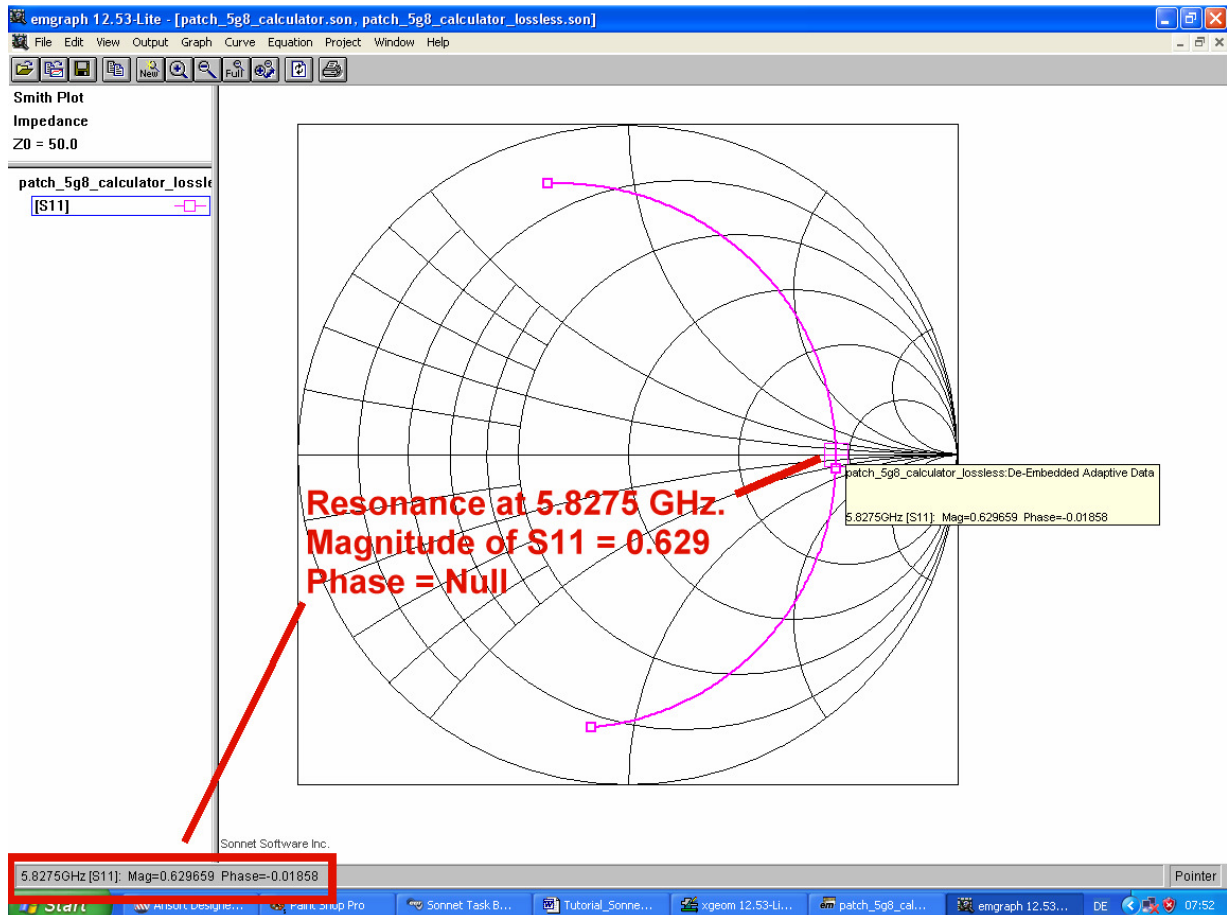 emgraph 12.53-Lite - [patch_5g8_calculator.son, patch_5g8_calculator_lossless.son]
File Edit View Output Graph Curve Equation Project Window Help
New Full
Smith Plot
Impedance
Z0 = 50.0
patch_5g8_calculator_lossle
[S11]
patch_5g8_calculator_lossless:De-Embedded Adaptive Data
5.8275GHz [S11]: Mag=0.629659 Phase=-0.01858
Resonance at 5.8275 GHz.
Magnitude of S11 = 0.629
Phase = Null
Sonnet Software Inc.
5.8275GHz [S11]: Mag=0.629659 Phase=-0.01858
Pointer
Start
Ansoft Designe...
Paint Shop Pro
Sonnet Task B...
Tutorial_Sonne...
xgeom 12.53-Li...
patch_5g8_cal...
emgraph 12.53...
DE
07:52